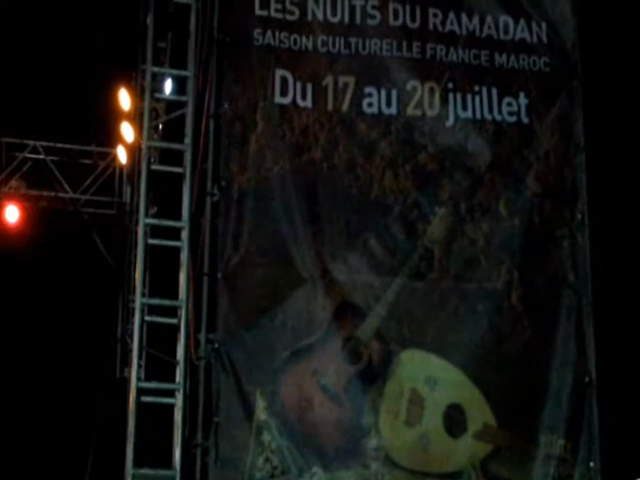 LES NUITS DU RAMADAN
SAISON CULTURELLE FRANCE MAROC
Du 17 au 20 juillet